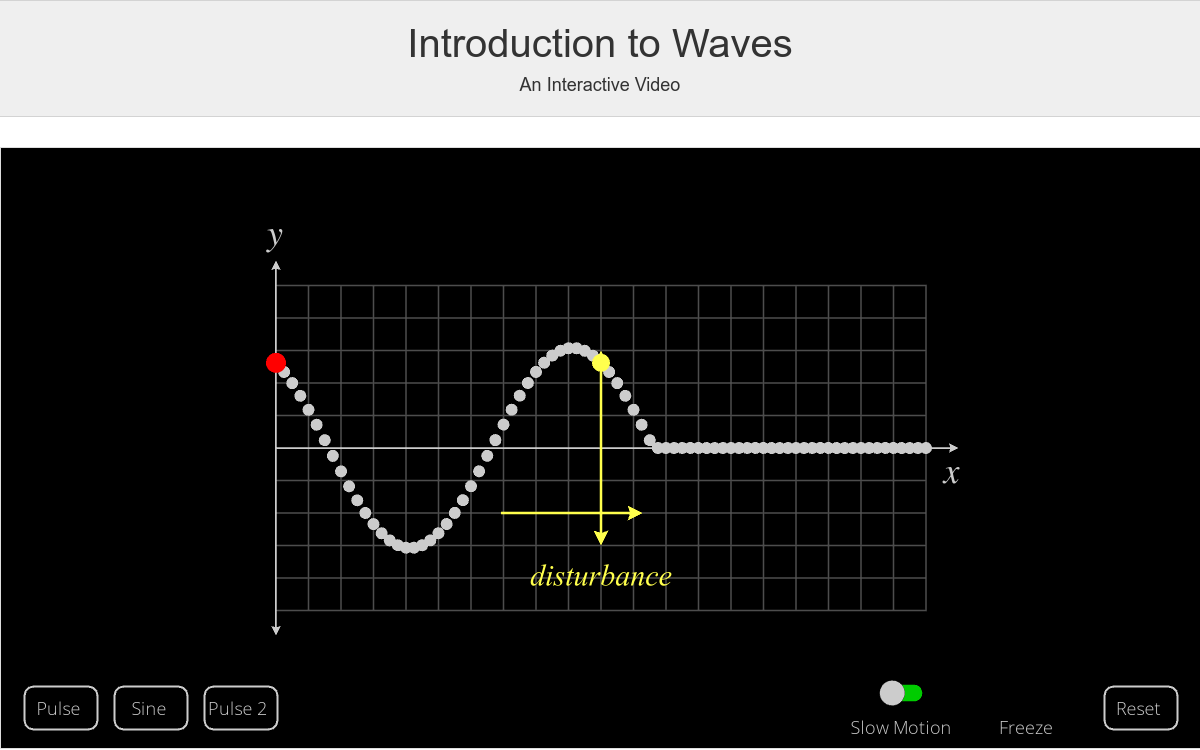 Introduction to Waves
An Interactive Video
y
x
disturbance
Pulse
Sine
Pulse 2
Slow Motion
Freeze
Reset